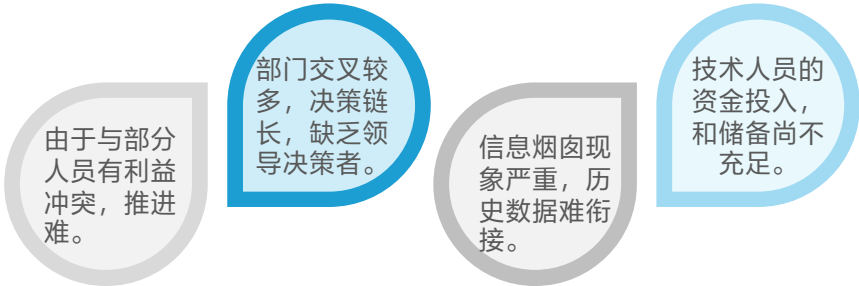 由于与部分
人员有利益
冲突，推进
难。
部门交叉较
多，决策链
长，缺乏领
导决策者。
信息烟囱现
象严重，历
史数据难衔
接。
技术人员的
资金投入，
和储备尚不
充足。